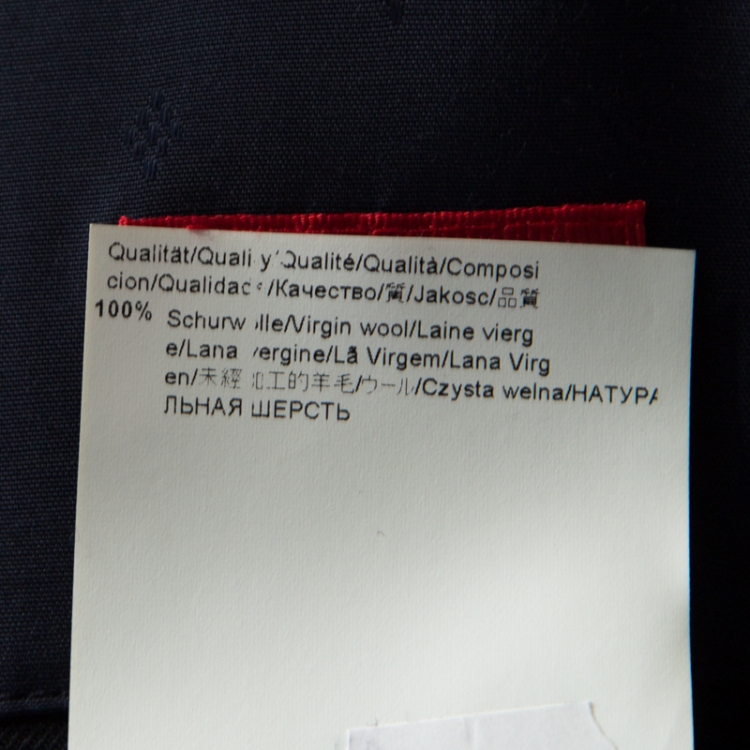 Qualität/Quali y Qualité/Qualità/Composi
cion/Qualidac /Качество/質/Jakosc/品質
100% Schurw lle/Virgin wool/Laine vierg
e/Lana vergine/Lã Virgem/Lana Virg
en/未經加工的羊毛/ウール/Czysta welna/НАТУРА
ЛЬНАЯ ШЕРСТЬ